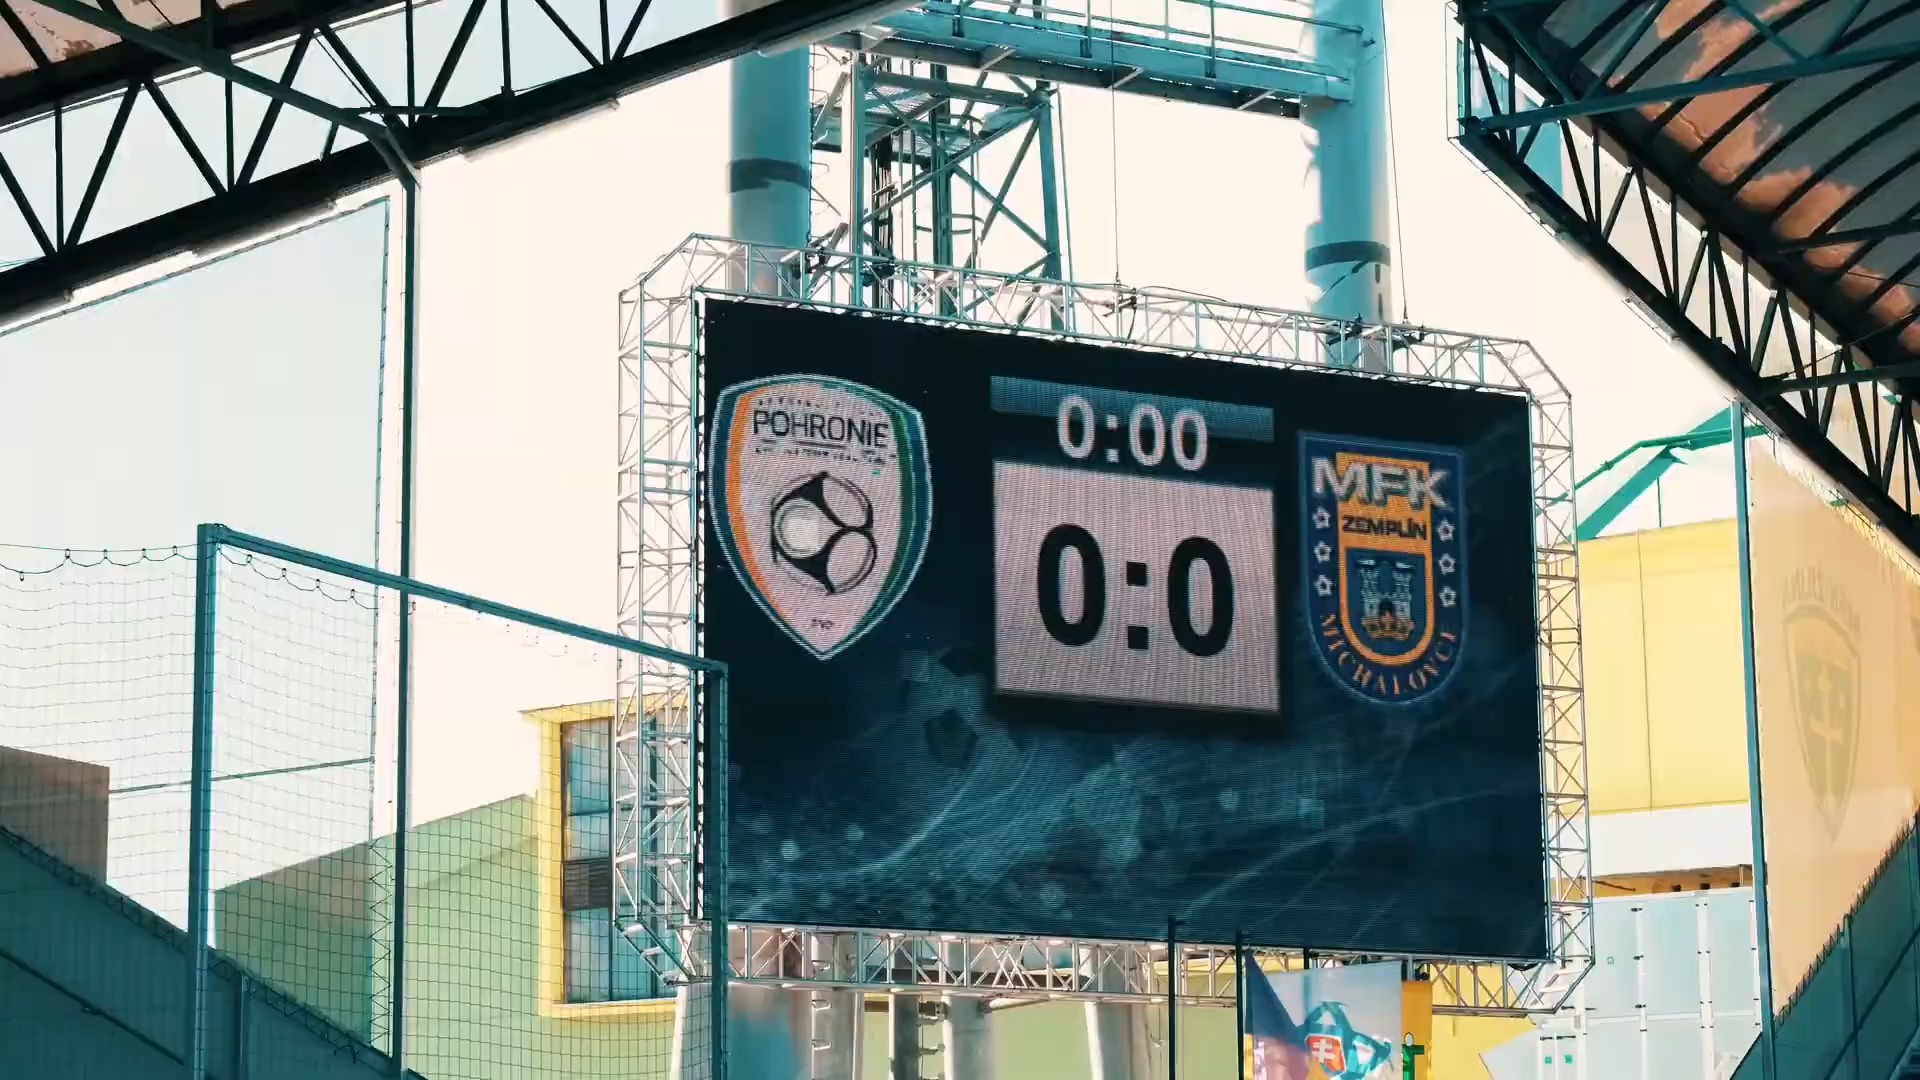 POHRONIE
0:00
0:0
MFK
ZEMPLÍN
MICHALOVCE